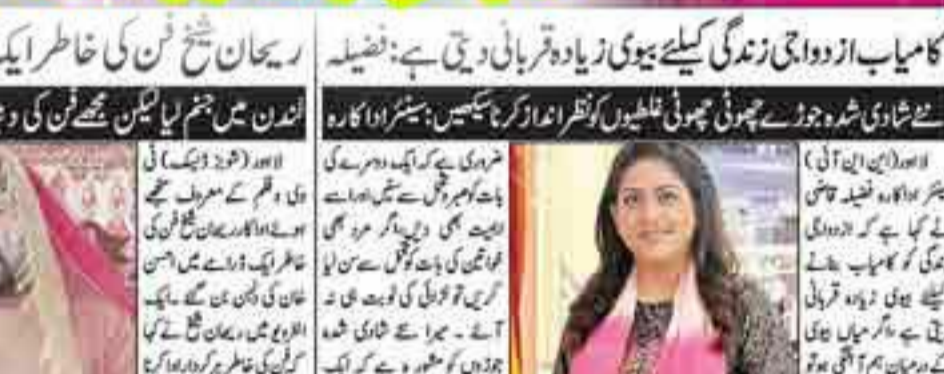 کامیاب ازدواجی زندگی کیلئے بیوی زیادہ قربانی دیتی ہے: فضیلہ
نئے شادی شدہ جوڑے چھوٹی چھوٹی غلطیوں کو نظر انداز کرنا سیکھیں: سینئر اداکارہ
لاہور (این این آئی)
سینئر اداکارہ فضیلہ قاضی
نے کہا ہے کہ ازدواجی
زندگی کو کامیاب بنانے
کیلئے بیوی زیادہ قربانی
دیتی ہے ۔ اگر میاں بیوی
کے درمیان ہم آہنگی ہو تو
ضروری ہے کہ ایک دوسرے کی
بات کو صبر وتحمل سے سنیں اور اسے
اہمیت بھی دیں، اگر مرد بھی
خواتین کی بات کو تحمل سے سن لیا
کریں تو لڑائی کی نوبت ہی نہ
آئے ۔ میرا نئے شادی شدہ
جوڑوں کو مشورہ ہے کہ ایک
ریحان شیخ فن کی خاطر ایک
لندن میں جنم لیا لیکن مجھے فن کی
لاہور (شوبز ڈیسک) ٹی
وی و فلم کے معروف منجھے
ہوئے اداکار ریحان شیخ فن کی
خاطر ایک ڈرامے میں احسن
خان کی دلہن بن گئے ۔ ایک
انٹرویو میں ریحان شیخ نے کہا
کہ فن کی خاطر ہر کردار ادا کرنا